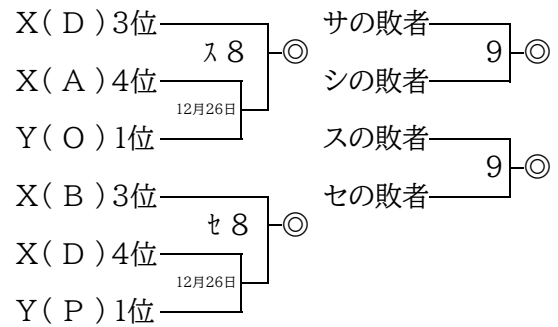 X( D )3位
ス 8 ◎
X( A )4位
12月26日
Y( O )1位
X( B )3位
セ 8 ◎
X( D )4位
12月26日
Y( P )1位
サの敗者
9 ◎
シの敗者
スの敗者
9 ◎
セの敗者